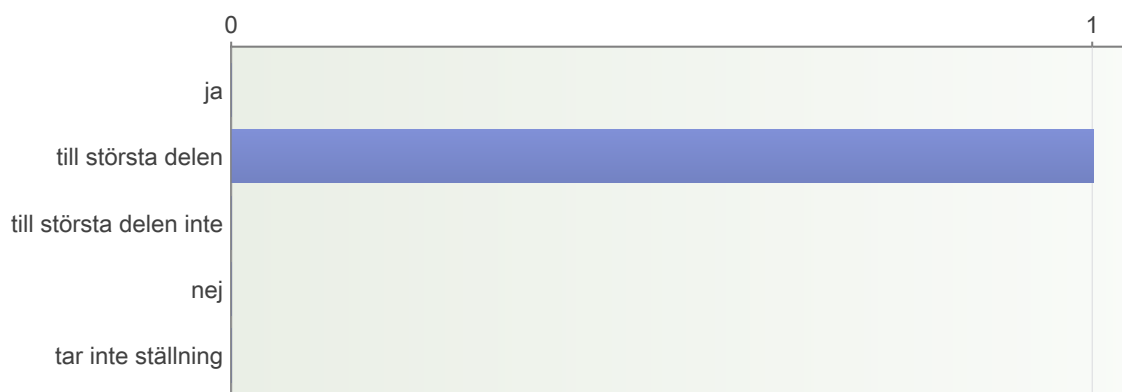 0 1
ja
till största delen
till största delen inte
nej
tar inte ställning